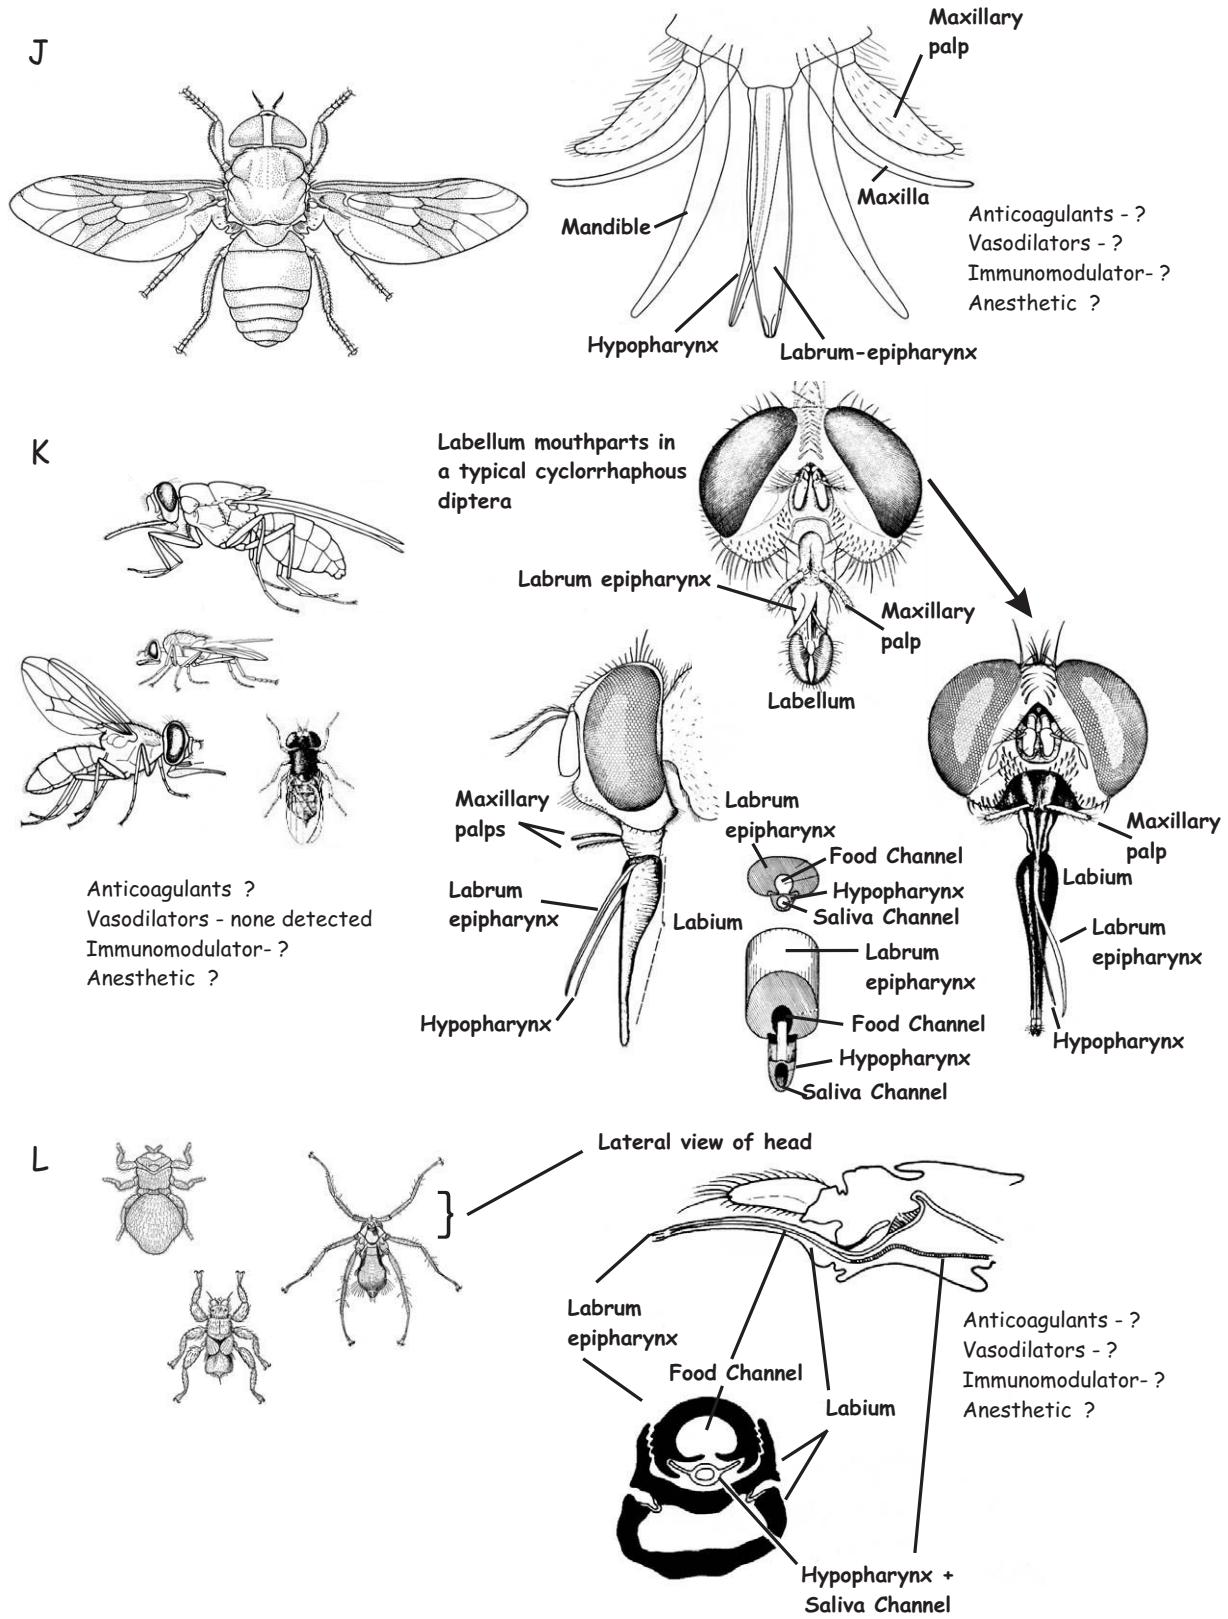 J
Maxillary
palp
Maxilla
Mandible
Anticoagulants - ?
Vasodilators - ?
Immunomodulator- ?
Anesthetic ?
Hypopharynx
Labrum-epipharynx
K
Labellum mouthparts in
a typical cyclorrhaphous
diptera
Labrum epipharynx
Maxillary
palp
Labellum
Maxillary
palps
Labrum
epipharynx
Labium
Hypopharynx
Labrum
epipharynx
Food Channel
Hypopharynx
Saliva Channel
Labrum
epipharynx
Food Channel
Hypopharynx
Saliva Channel
Maxillary
palp
Labium
Labrum
epipharynx
Hypopharynx
Anticoagulants ?
Vasodilators - none detected
Immunomodulator- ?
Anesthetic ?
L
Lateral view of head
Labrum
epipharynx
Food Channel
Labium
Anticoagulants - ?
Vasodilators - ?
Immunomodulator- ?
Anesthetic ?
Hypopharynx +
Saliva Channel